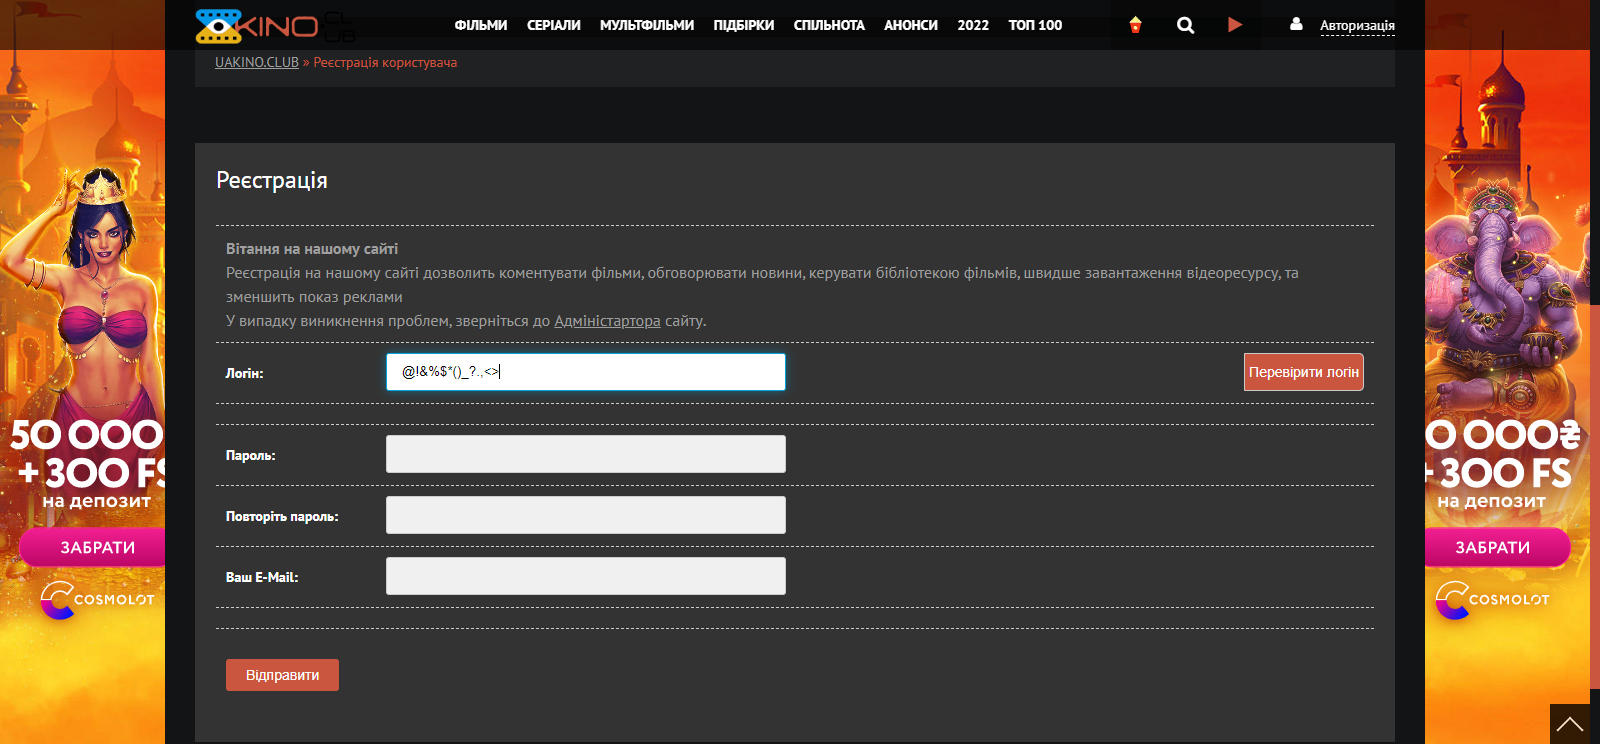 KINO
CL
UB
ФІЛЬМИ СЕРІАЛИ МУЛЬТФІЛЬМИ ПІДБІРКИ СПІЛЬНОТА АНОНСИ 2022 ТОП 100 Авторизація
UAKINO.CLUB » Реєстрація користувача
Реєстрація
Вітання на нашому сайті
Реєстрація на нашому сайті дозволить коментувати фільми, обговорювати новини, керувати бібліотекою фільмів, швидше завантаження відеоресурсу, та
зменшить показ реклами
У випадку виникнення проблем, зверніться до Адміністартора сайту.
Логін: @!&%$*()_?.,<> Перевірити логін
Пароль:
Повторіть пароль:
Ваш E-Mail:
Відправити
50 000
+ 300 FS
на депозит
ЗАБРАТИ
COSMOLOT
0 000₴
+ 300 FS
на депозит
ЗАБРАТИ
COSMOLOT